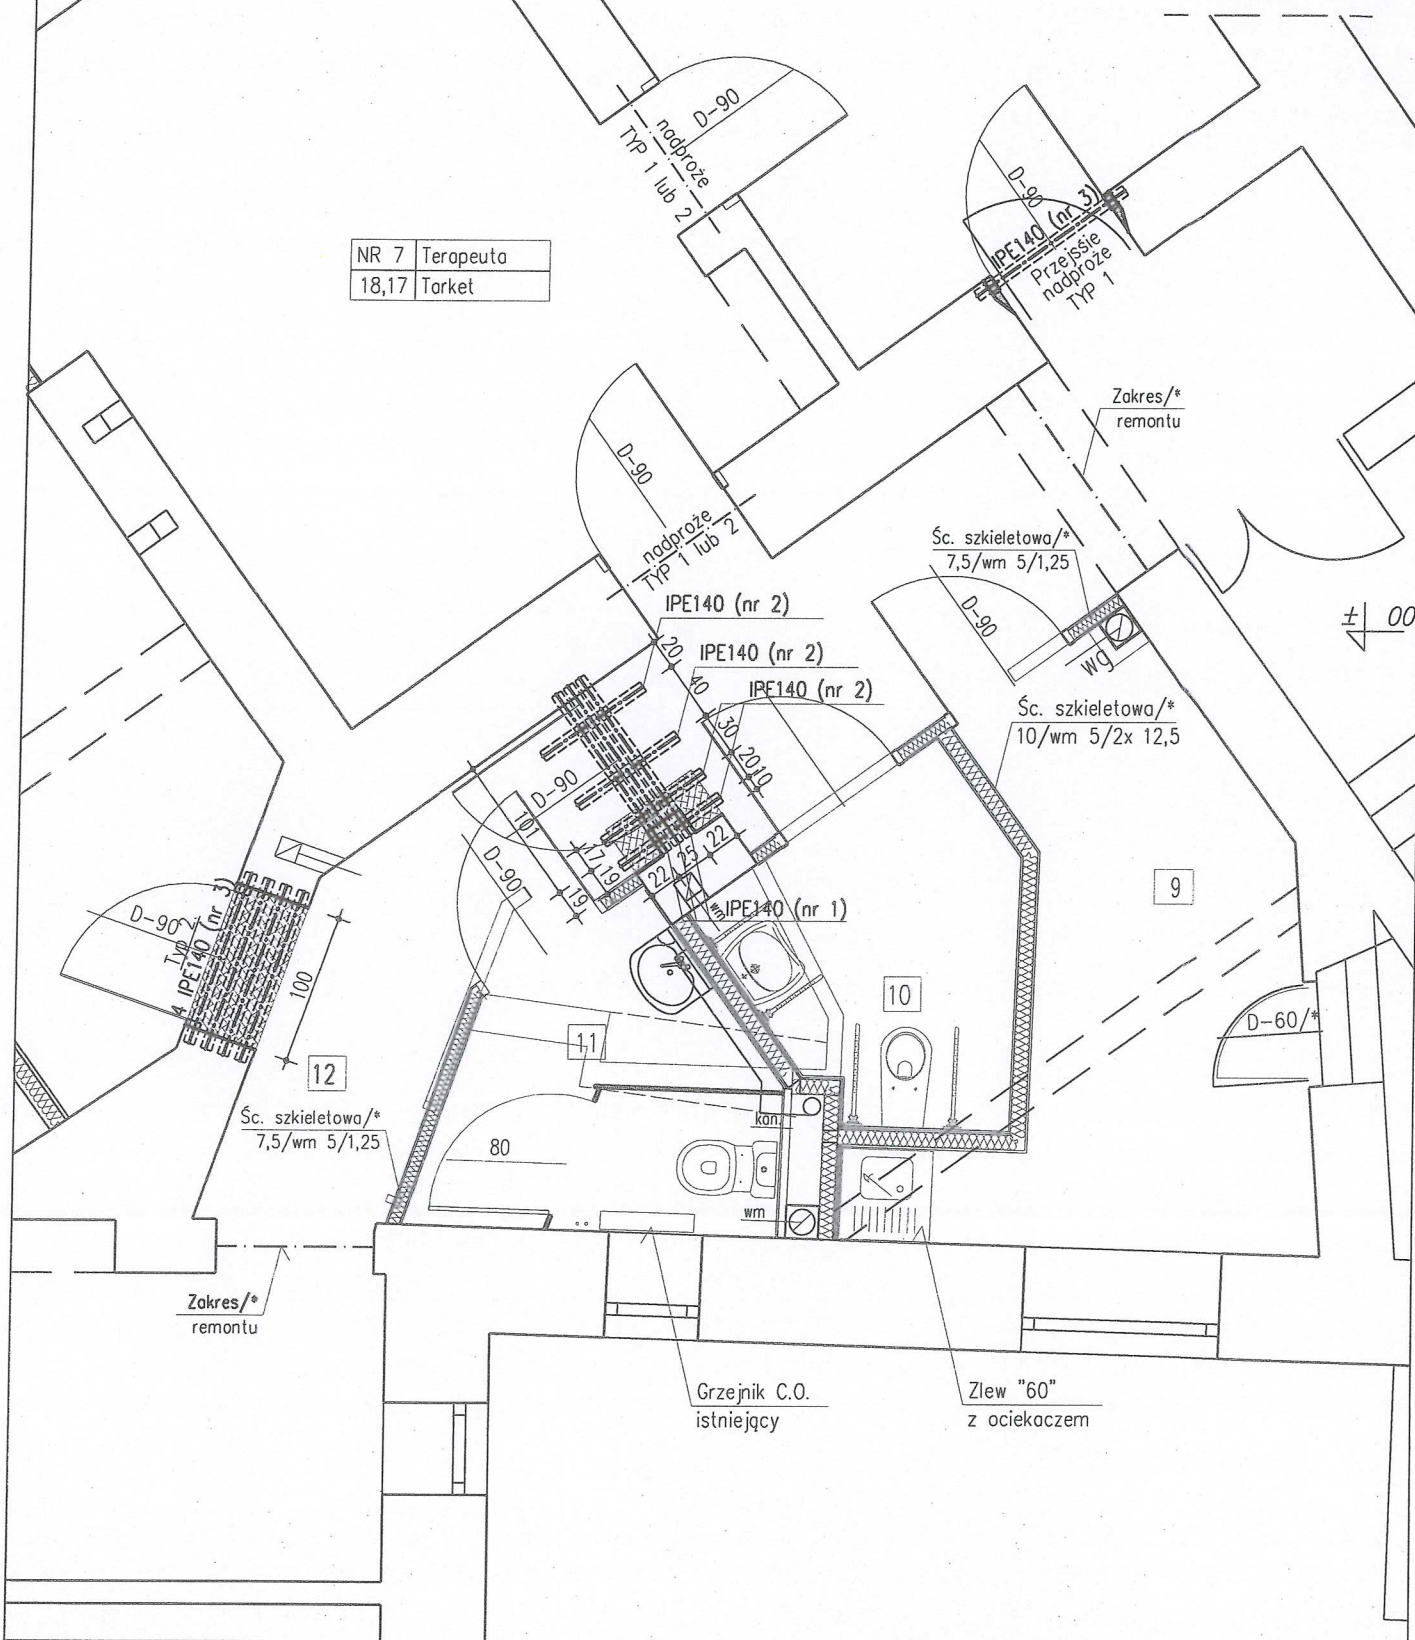 D-90
nadproże
TYP 1 lub 2
D-90
IPE140 (nr 3)
Przejsśie
nadproże
TYP 1
NR 7 Terapeuta
18,17 Tarket
Zakres/*
remontu
D-90
nadproże
TYP 1 lub 2
Śc. szkieletowa/*
7,5/wm 5/1,25
D-90
wg
± 00
IPE140 (nr 2)
IPE140 (nr 2)
IPE140 (nr 2)
20
40
30
20
10
Śc. szkieletowa/*
10/wm 5/2x 12,5
D-90
101
17
19
19
D-90
22
25
22
wm
IPE140 (nr 1)
9
D-90
Typ 2
4 IPE140 (nr 3)
100
10
D-60/*
11
12
Śc. szkieletowa/*
7,5/wm 5/1,25
kan.
80
wm
Zakres/*
remontu
Grzejnik C.O.
istniejący
Zlew "60"
z ociekaczem